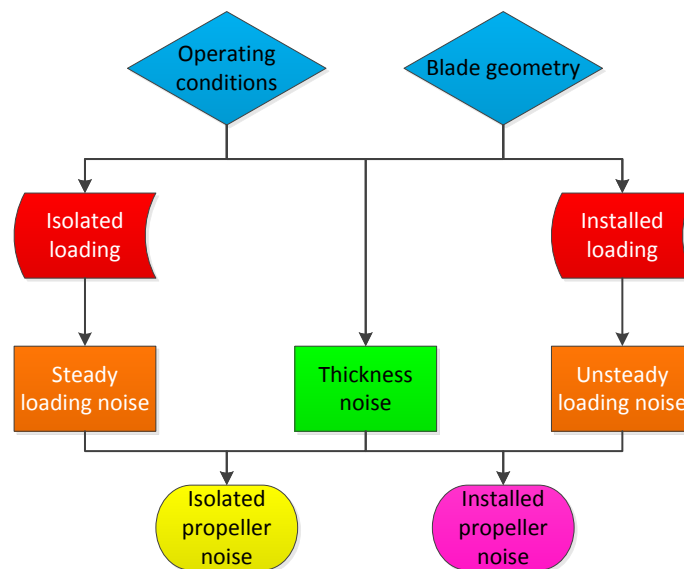 Operating
conditions
Blade geometry
Isolated
loading
Installed
loading
Steady
loading noise
Thickness
noise
Unsteady
loading noise
Isolated
propeller
noise
Installed
propeller
noise